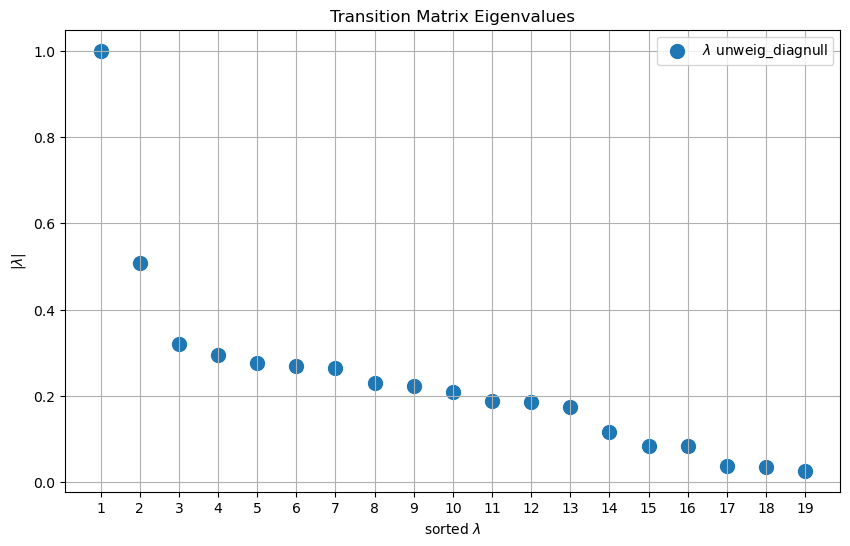 Transition Matrix Eigenvalues
λ unweig_diagnull
|λ|
1.0
0.8
0.6
0.4
0.2
0.0
1 2 3 4 5 6 7 8 9 10 11 12 13 14 15 16 17 18 19
sorted λ